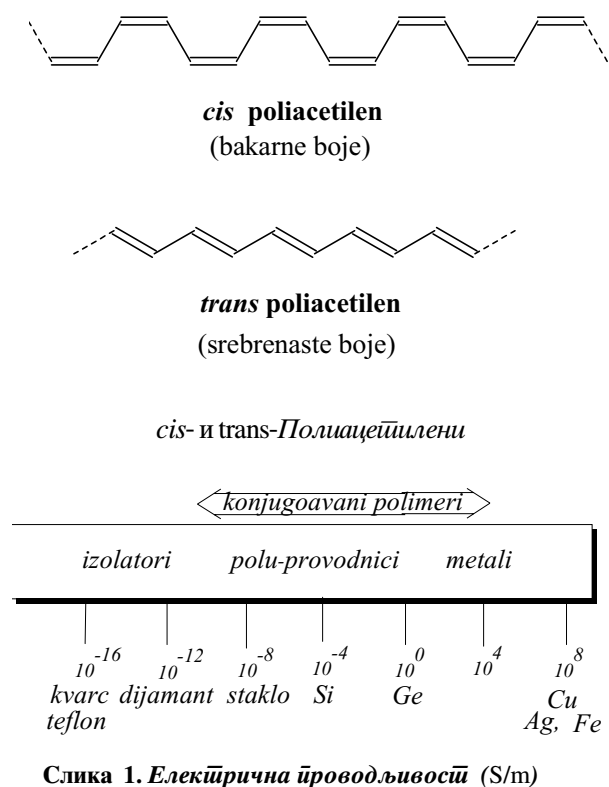 cis poliacetilen
(bakarne boje)
trans poliacetilen
(srebrenaste boje)
cis- и trans-Полиацетилени
konjugoavani polimeri
izolatori polu-provodnici metali
10^-16 10^-12 10^-8 10^-4 10^0 10^4 10^8
kvarc dijamant staklo Si Ge Cu
teflon Ag, Fe
Слика 1. Електрична проводљивост (S/m)